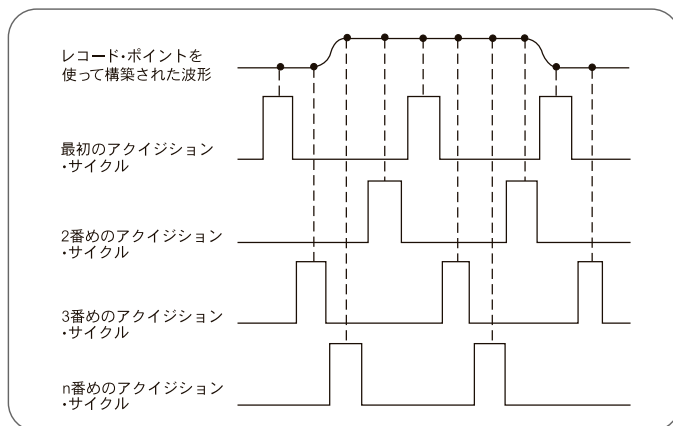 レコード・ポイントを
使って構築された波形
最初のアクイジション
・サイクル
2番めのアクイジション
・サイクル
3番めのアクイジション
・サイクル
n番めのアクイジション
・サイクル